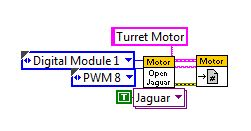 Turret Motor
Digital Module 1
Motor
Motor
PWM 8
Open
Jaguar
#
T
Jaguar